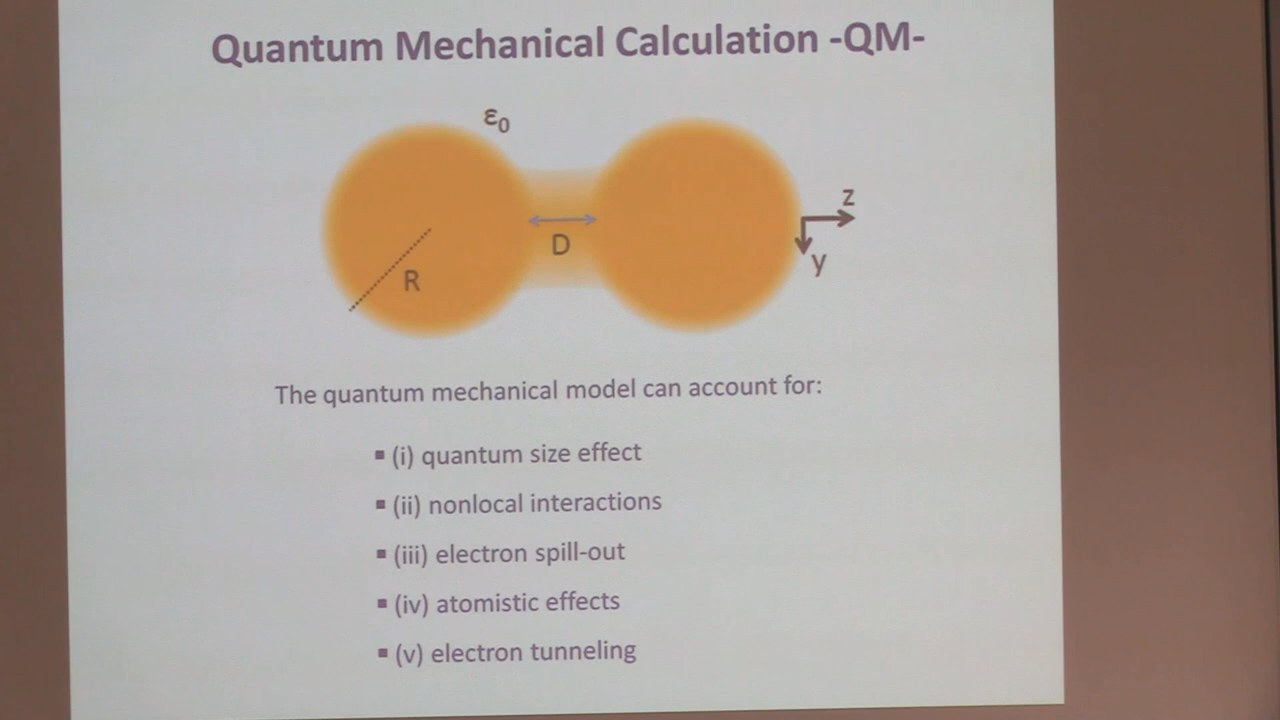 Quantum Mechanical Calculation -QM-
ε₀
z
D
y
R
The quantum mechanical model can account for:
▪ (i) quantum size effect
▪ (ii) nonlocal interactions
▪ (iii) electron spill-out
▪ (iv) atomistic effects
▪ (v) electron tunneling